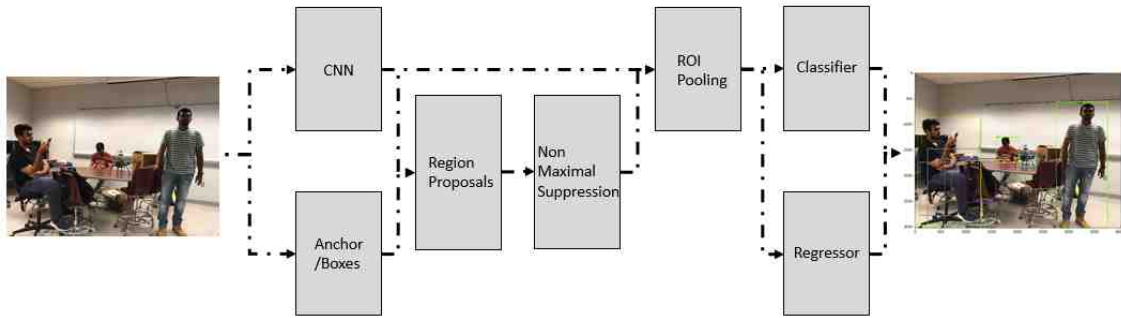 CNN
Anchor
/Boxes
Region
Proposals
Non
Maximal
Suppression
ROI
Pooling
Classifier
Regressor